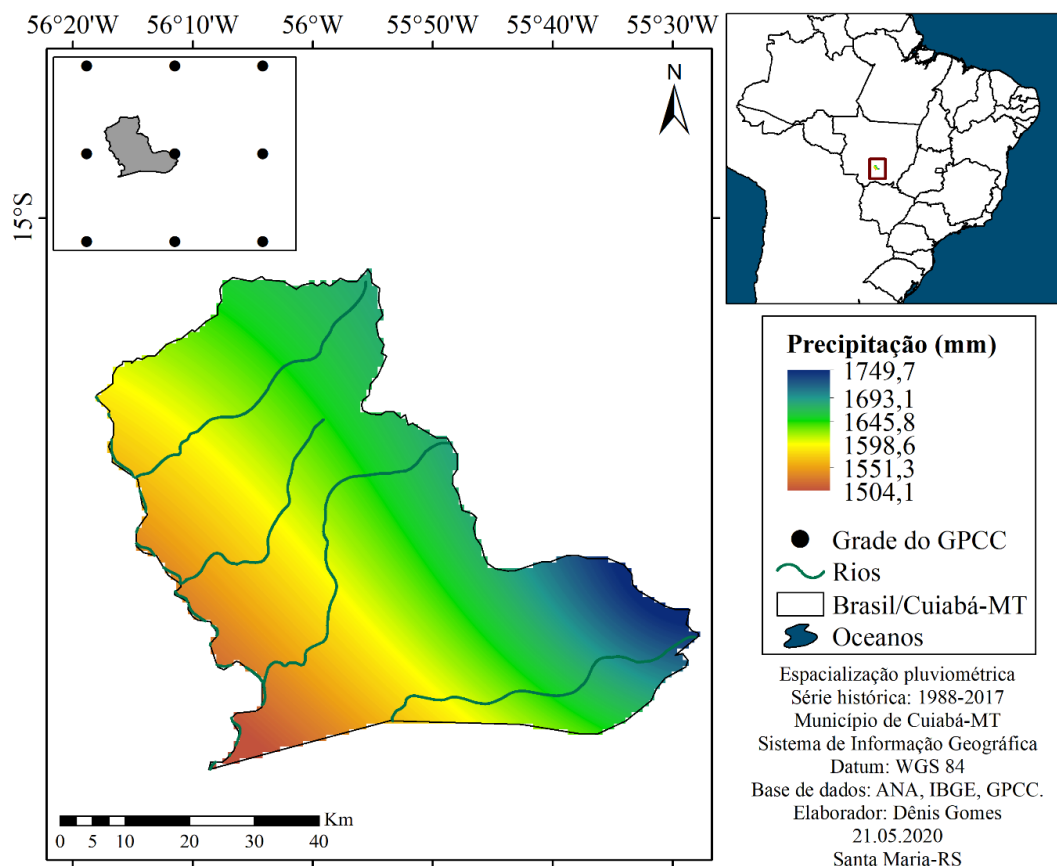 56°20'W 56°10'W 56°W 55°50'W 55°40'W 55°30'W
N
15°S
Km
0 5 10 20 30 40
Precipitação (mm)
1749,7
1693,1
1645,8
1598,6
1551,3
1504,1
Grade do GPCC
Rios
Brasil/Cuiabá-MT
Oceanos
Espacialização pluviométrica
Série histórica: 1988-2017
Município de Cuiabá-MT
Sistema de Informação Geográfica
Datum: WGS 84
Base de dados: ANA, IBGE, GPCC.
Elaborador: Dênis Gomes
21.05.2020
Santa Maria-RS